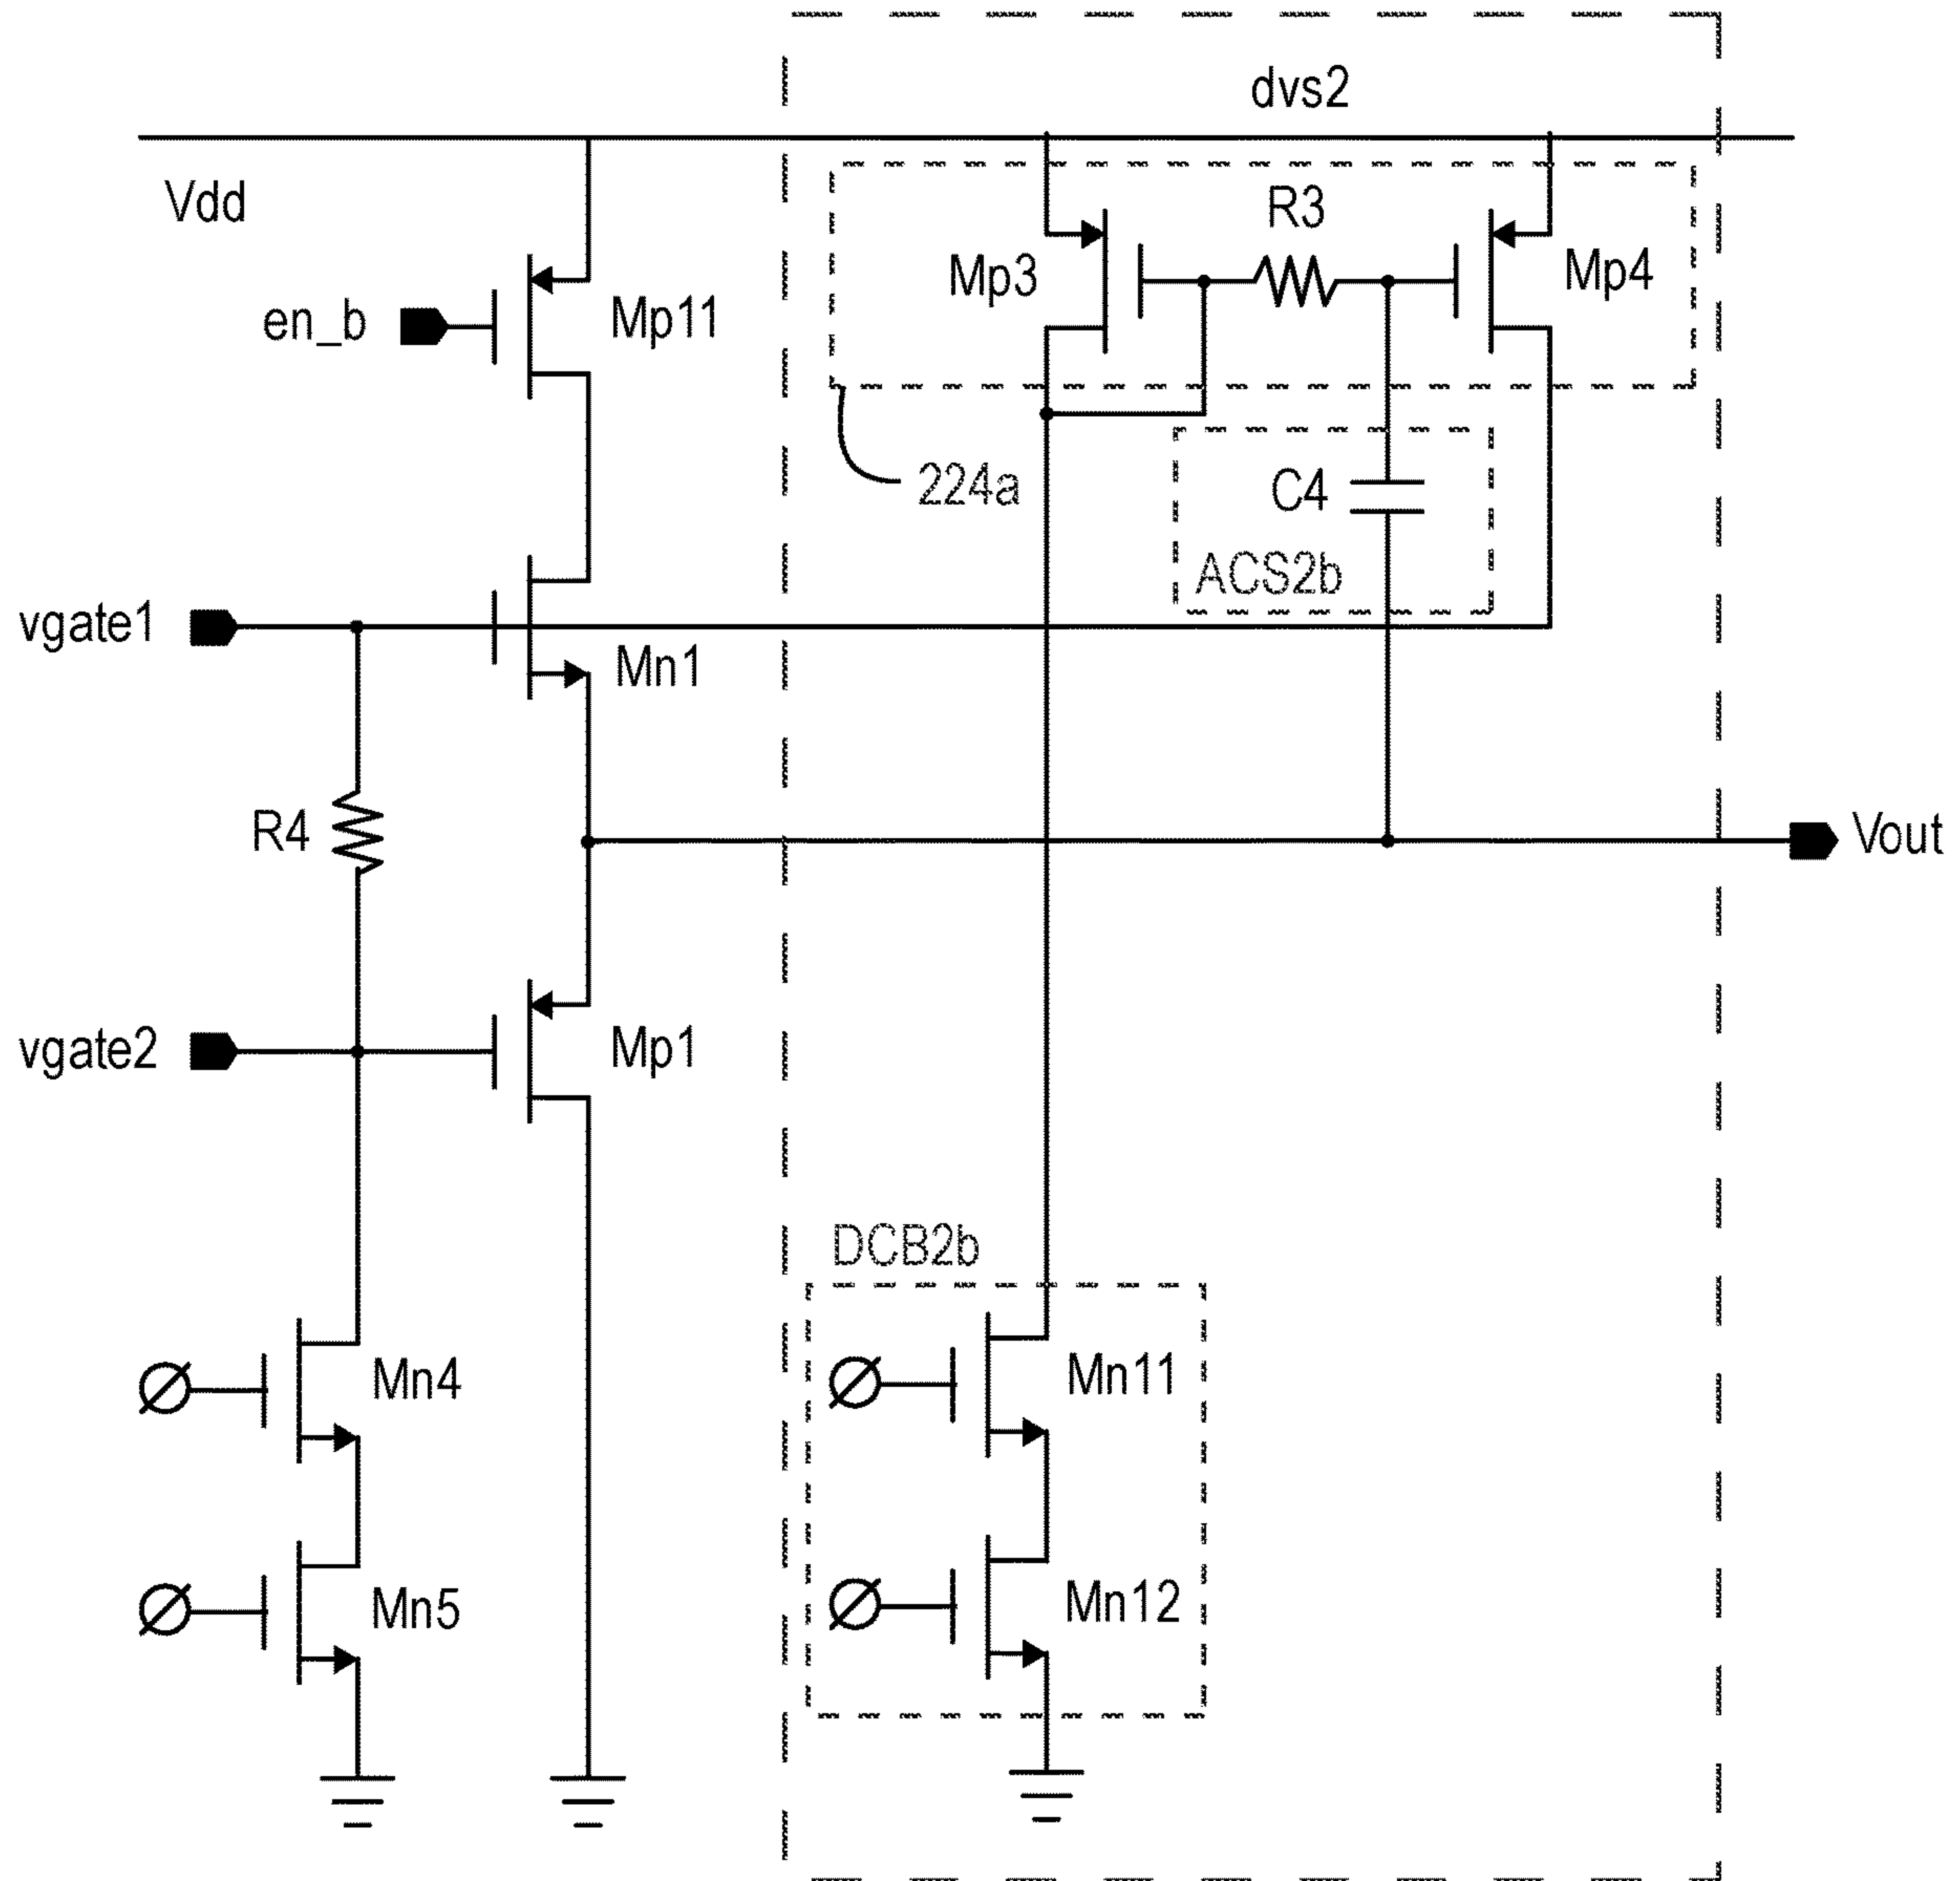 dvs2
Vdd
R3
Mp3
Mp4
en_b
Mp11
224a
C4
ACS2b
vgate1
Mn1
R4
Vout
vgate2
Mp1
DCB2b
Mn4
Mn11
Mn5
Mn12